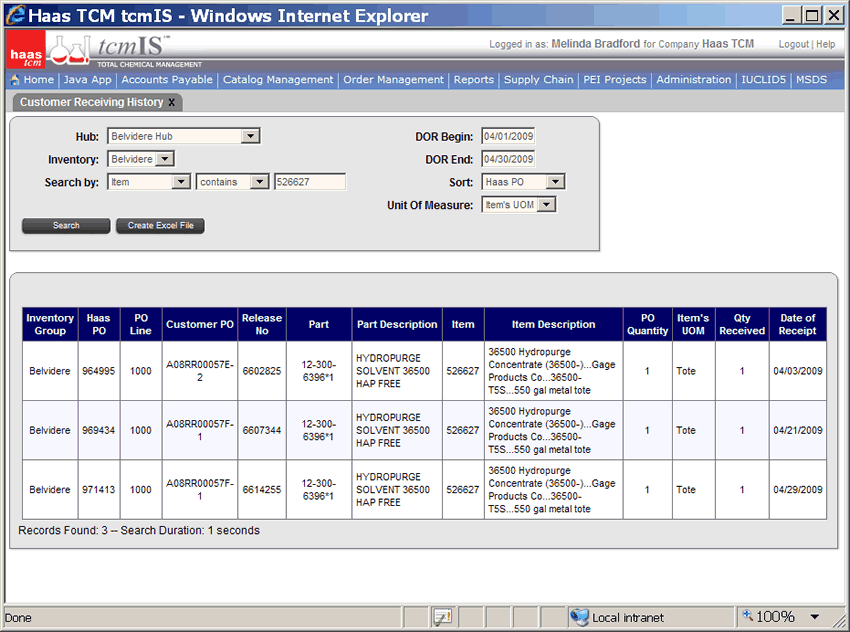 Haas TCM tcmIS - Windows Internet Explorer
haas tcm
tcmIS™
TOTAL CHEMICAL MANAGEMENT
Logged in as: Melinda Bradford for Company Haas TCM
Logout | Help
Home | Java App | Accounts Payable | Catalog Management | Order Management | Reports | Supply Chain | PEI Projects | Administration | IUCLID5 | MSDS
Customer Receiving History x
Hub: Belvidere Hub
DOR Begin: 04/01/2009
Inventory: Belvidere
DOR End: 04/30/2009
Search by: Item contains 526627
Sort: Haas PO
Unit Of Measure: Item's UOM
Search
Create Excel File
Inventory Group Haas PO PO Line Customer PO Release No Part Part Description Item Item Description PO Quantity Item's UOM Qty Received Date of Receipt
Belvidere 964995 1000 A08RR00057E-2 6602825 12-300-6396*1 HYDROPURGE SOLVENT 36500 HAP FREE 526627 36500 Hydropurge Concentrate (36500-)...Gage Products Co...36500-T5S...550 gal metal tote 1 Tote 1 04/03/2009
Belvidere 969434 1000 A08RR00057F-1 6607344 12-300-6396*1 HYDROPURGE SOLVENT 36500 HAP FREE 526627 36500 Hydropurge Concentrate (36500-)...Gage Products Co...36500-T5S...550 gal metal tote 1 Tote 1 04/21/2009
Belvidere 971413 1000 A08RR00057F-1 6614255 12-300-6396*1 HYDROPURGE SOLVENT 36500 HAP FREE 526627 36500 Hydropurge Concentrate (36500-)...Gage Products Co...36500-T5S...550 gal metal tote 1 Tote 1 04/29/2009
Records Found: 3 -- Search Duration: 1 seconds
Done
Local intranet
100%